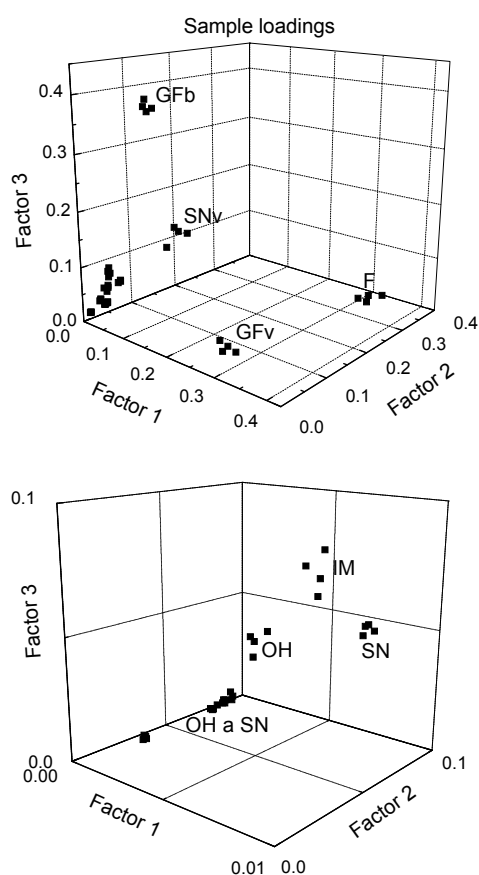 Sample loadings
0.4
0.3
0.2
0.1
0.0
Factor 3
GFb
SNv
F
GFv
0.0
0.1
0.2
0.3
0.4
Factor 1
0.0
0.1
0.2
0.3
0.4
Factor 2
0.1
0.0
Factor 3
IM
SN
OH
OH a SN
0.00
0.01
Factor 1
0.0
0.1
Factor 2